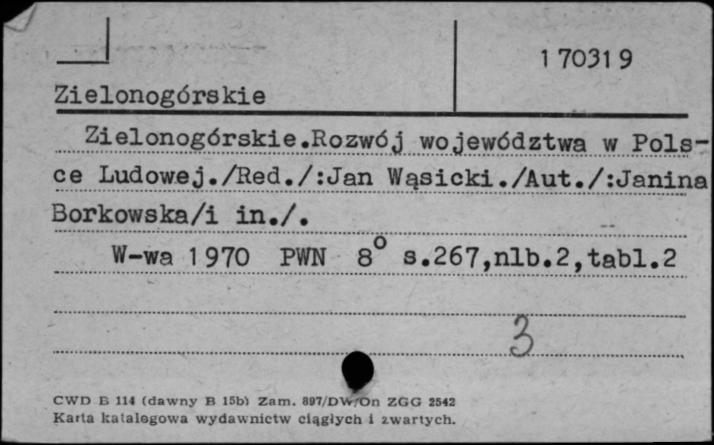 170319
Zielonogórskie
Zielonogórskie.Rozwój województwa w Pols-
ce Ludowej./Red./:Jan Wąsicki./Aut./:Janina
Borkowska/i in./.
W-wa 1970 PWN 8° s.267,nlb.2,tabl.2
3
CWD B 114 (dawny B 15b) Zam. 897/DW/On ZGG 2542
Karta katalogowa wydawnictw ciągłych i zwartych.